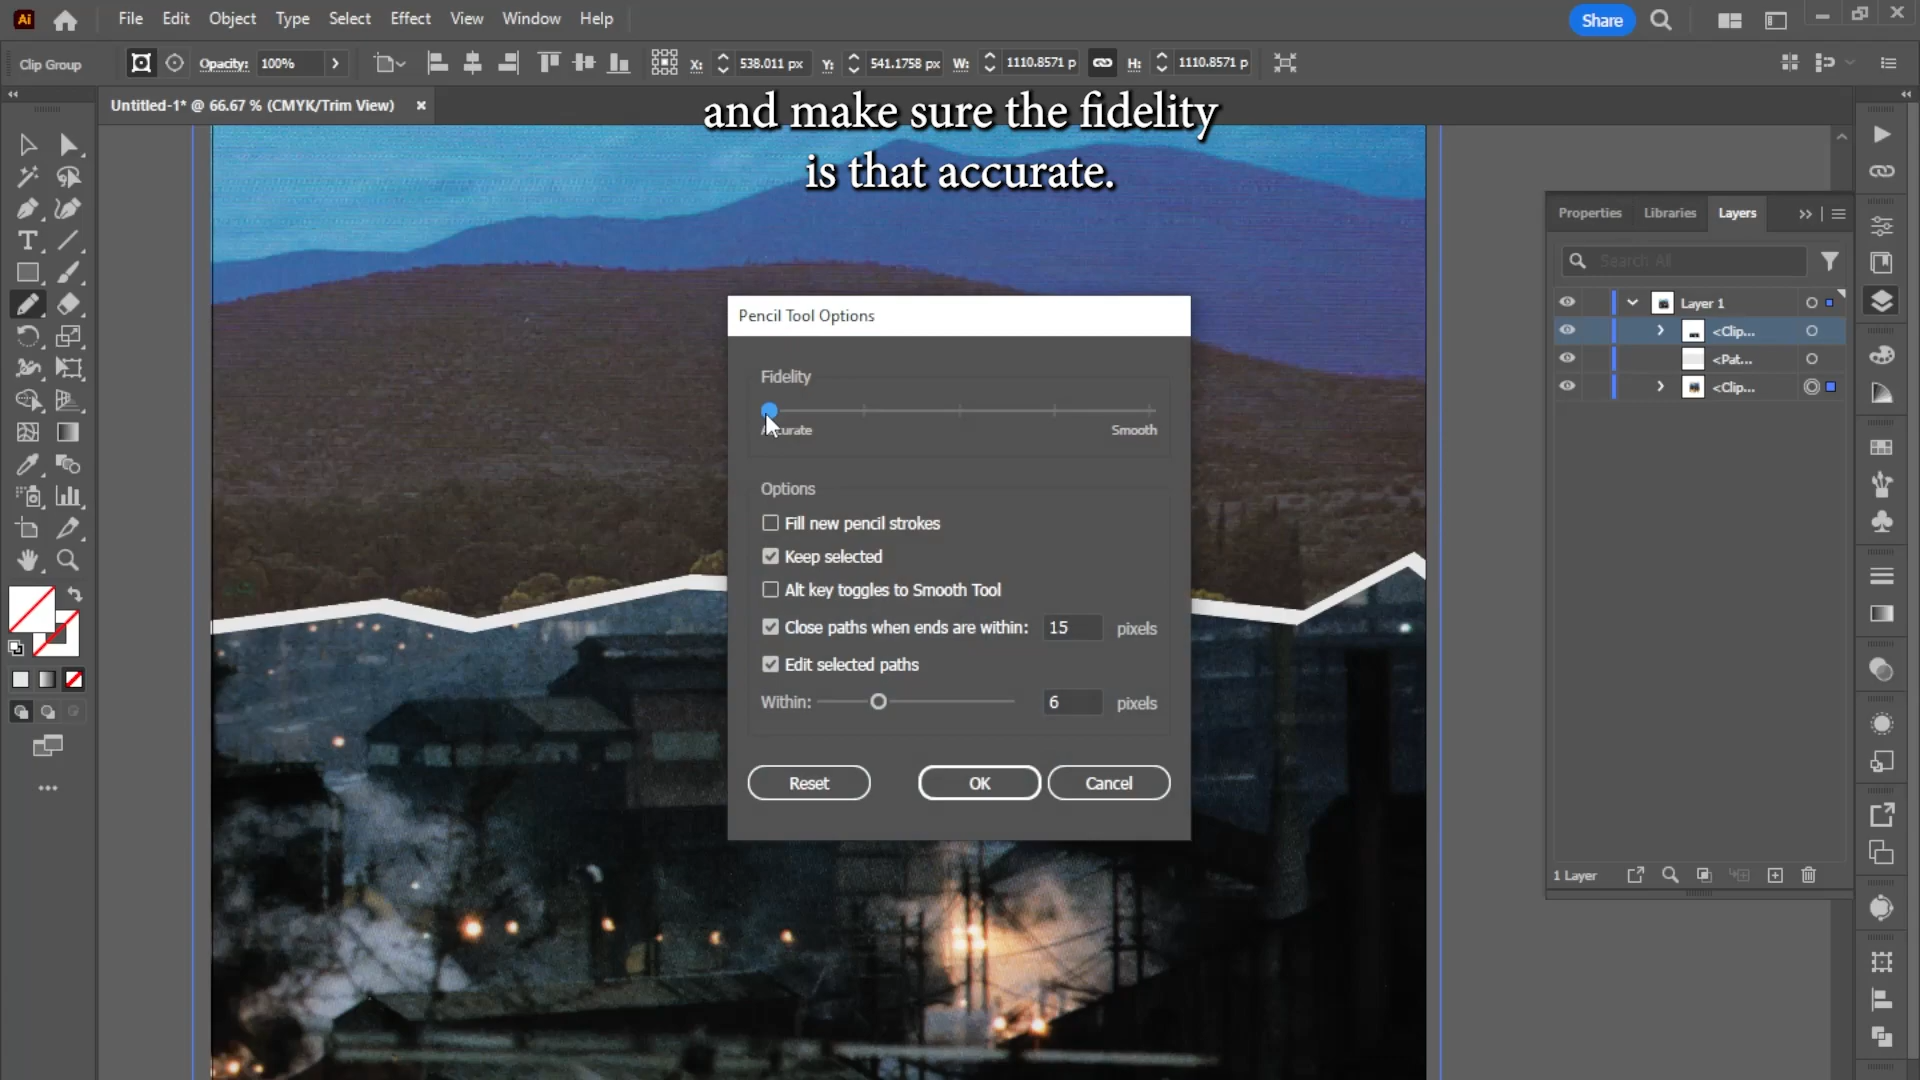 Ai
File Edit Object Type Select Effect View Window Help
Share
Clip Group
Opacity: 100%
X: 538.011 px Y: 541.1758 px W: 1110.8571 p H: 1110.8571 p
Untitled-1* @ 66.67 % (CMYK/Trim View)
and make sure the fidelity
is that accurate.
Properties Libraries Layers
Search All
Layer 1
<Clip...
<Pat...
<Clip...
1 Layer
Pencil Tool Options
Fidelity
Accurate Smooth
Options
Fill new pencil strokes
Keep selected
Alt key toggles to Smooth Tool
Close paths when ends are within: 15 pixels
Edit selected paths
Within: 6 pixels
Reset OK Cancel